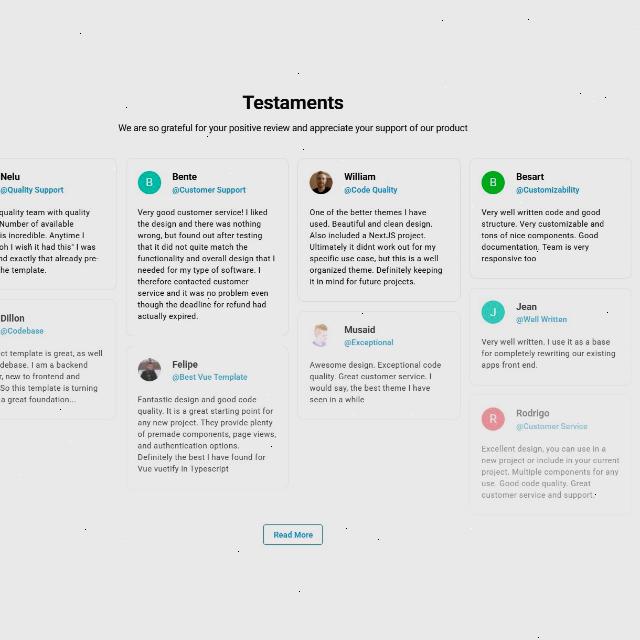 Testaments
We are so grateful for your positive review and appreciate your support of our product
Nelu
@Quality Support
quality team with quality
Number of available
is incredible. Anytime I
oh I wish it had this" I was
nd exactly that already pre-
the template.
Dillon
@Codebase
ct template is great, as well
debase. I am a backend
r, new to frontend and
So this template is turning
a great foundation...
B
Bente
@Customer Support
Very good customer service! I liked
the design and there was nothing
wrong, but found out after testing
that it did not quite match the
functionality and overall design that I
needed for my type of software. I
therefore contacted customer
service and it was no problem even
though the deadline for refund had
actually expired.
Felipe
@Best Vue Template
Fantastic design and good code
quality. It is a great starting point for
any new project. They provide plenty
of premade components, page views,
and authentication options.
Definitely the best I have found for
Vue vuetify in Typescript
William
@Code Quality
One of the better themes I have
used. Beautiful and clean design.
Also included a NextJS project.
Ultimately it didnt work out for my
specific use case, but this is a well
organized theme. Definitely keeping
it in mind for future projects.
Musaid
@Exceptional
Awesome design. Exceptional code
quality. Great customer service. I
would say, the best theme I have
seen in a while
B
Besart
@Customizability
Very well written code and good
structure. Very customizable and
tons of nice components. Good
documentation. Team is very
responsive too
J
Jean
@Well Written
Very well written. I use it as a base
for completely rewriting our existing
apps front end.
R
Rodrigo
@Customer Service
Excellent design, you can use in a
new project or include in your current
project. Multiple components for any
use. Good code quality. Great
customer service and support.
Read More